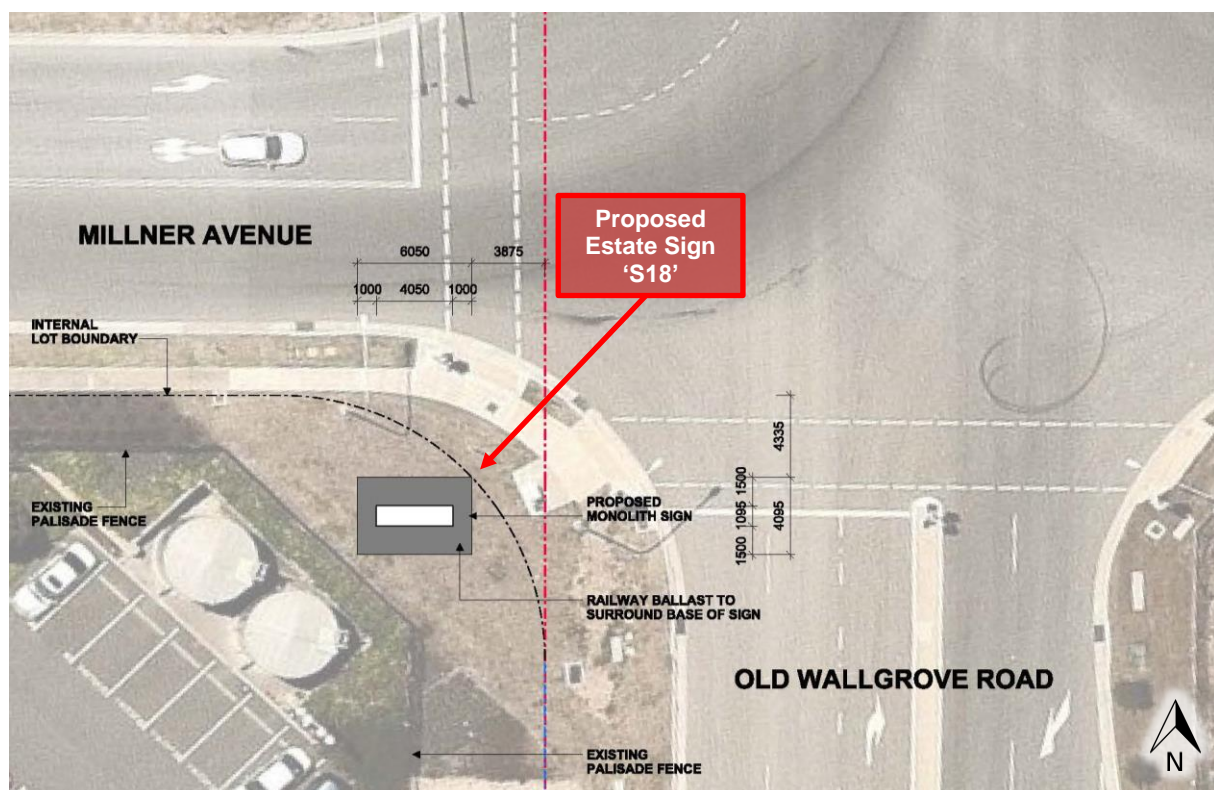 Proposed
Estate Sign
‘S18’
MILLNER AVENUE
6050
3875
1000
4050
1000
INTERNAL
LOT BOUNDARY
4335
1500
1095
4095
1500
EXISTING
PALISADE FENCE
PROPOSED
MONOLITH SIGN
RAILWAY BALLAST TO
SURROUND BASE OF SIGN
OLD WALLGROVE ROAD
EXISTING
PALISADE FENCE
N